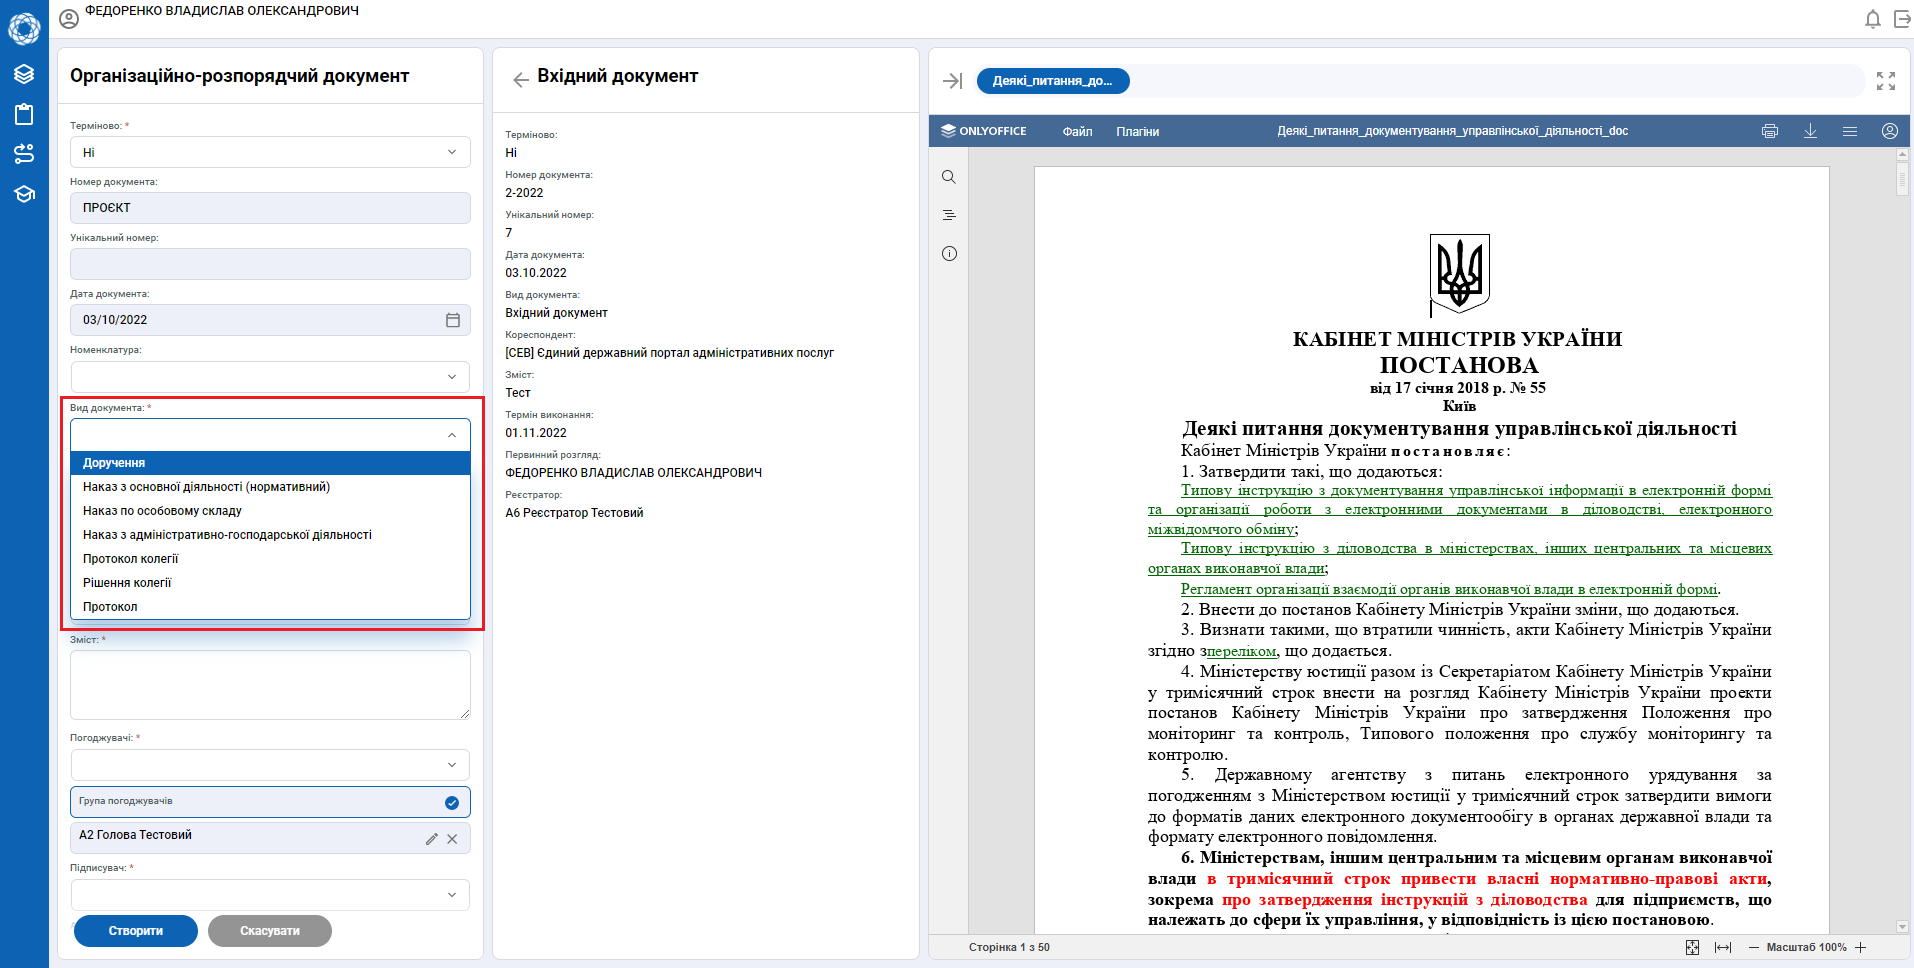 ФЕДОРЕНКО ВЛАДИСЛАВ ОЛЕКСАНДРОВИЧ
Організаційно-розпорядчий документ
Терміново: *
Ні
Номер документа:
ПРОЄКТ
Унікальний номер:
Дата документа:
03/10/2022
Номенклатура:
Вид документа: *
Доручення
Наказ з основної діяльності (нормативний)
Наказ по особовому складу
Наказ з адміністративно-господарської діяльності
Протокол колегії
Рішення колегії
Протокол
Зміст: *
Погоджувачі: *
Група погоджувачів
А2 Голова Тестовий
Підписувач: *
Створити
Скасувати
Вхідний документ
Терміново:
Ні
Номер документа:
2-2022
Унікальний номер:
7
Дата документа:
03.10.2022
Вид документа:
Вхідний документ
Кореспондент:
[СЕВ] Єдиний державний портал адміністративних послуг
Зміст:
Тест
Термін виконання:
01.11.2022
Первинний розгляд:
ФЕДОРЕНКО ВЛАДИСЛАВ ОЛЕКСАНДРОВИЧ
Реєстратор:
А6 Реєстратор Тестовий
Деякі_питання_до...
ONLYOFFICE
Файл
Плагіни
Деякі_питання_документування_управлінської_діяльності_doc
КАБІНЕТ МІНІСТРІВ УКРАЇНИ
ПОСТАНОВА
від 17 січня 2018 р. № 55
Київ
Деякі питання документування управлінської діяльності
Кабінет Міністрів України постановляє:
1. Затвердити такі, що додаються:
Типову інструкцію з документування управлінської інформації в електронній формі
та організації роботи з електронними документами в діловодстві, електронного
міжвідомчого обміну;
Типову інструкцію з діловодства в міністерствах, інших центральних та місцевих
органах виконавчої влади;
Регламент організації взаємодії органів виконавчої влади в електронній формі.
2. Внести до постанов Кабінету Міністрів України зміни, що додаються.
3. Визнати такими, що втратили чинність, акти Кабінету Міністрів України
згідно зпереліком, що додається.
4. Міністерству юстиції разом із Секретаріатом Кабінету Міністрів України
у тримісячний строк внести на розгляд Кабінету Міністрів України проекти
постанов Кабінету Міністрів України про затвердження Положення про
моніторинг та контроль, Типового положення про службу моніторингу та
контролю.
5. Державному агентству з питань електронного урядування за
погодженням з Міністерством юстиції у тримісячний строк затвердити вимоги
до форматів даних електронного документообігу в органах державної влади та
формату електронного повідомлення.
6. Міністерствам, іншим центральним та місцевим органам виконавчої
влади в тримісячний строк привести власні нормативно-правові акти,
зокрема про затвердження інструкцій з діловодства для підприємств, що
належать до сфери їх управління, у відповідність із цією постановою.
Сторінка 1 з 50
Масштаб 100%